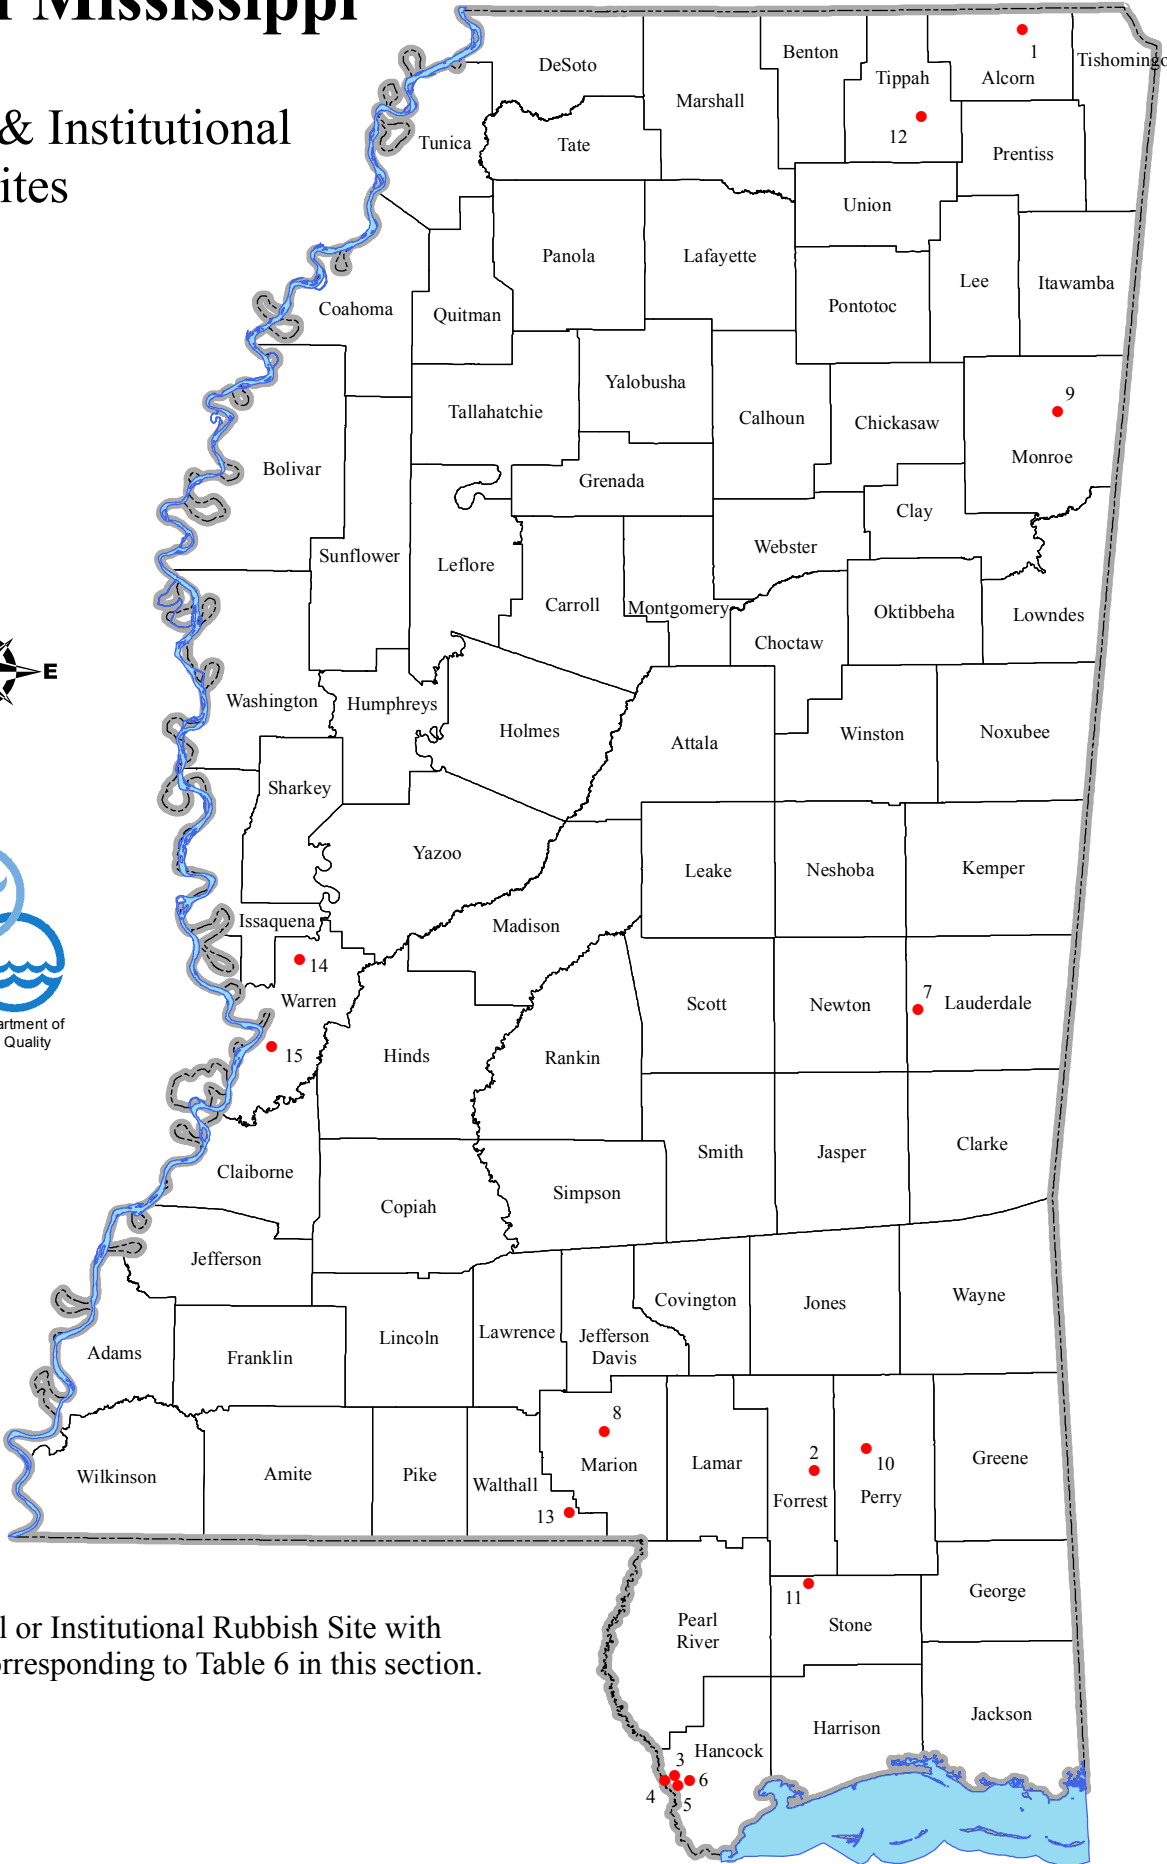 Mississippi
& Institutional
ites
DeSoto
Benton
1
Tippah
Alcorn
Tishomingo
Marshall
Tunica
Tate
12
Prentiss
Union
Panola
Lafayette
Lee
Itawamba
Coahoma
Quitman
Pontotoc
Yalobusha
9
Tallahatchie
Calhoun
Chickasaw
Monroe
Bolivar
Grenada
Clay
Sunflower
Leflore
Webster
Carroll
Montgomery
Oktibbeha
Lowndes
Choctaw
E
Washington
Humphreys
Holmes
Attala
Winston
Noxubee
Sharkey
Yazoo
Leake
Neshoba
Kemper
Issaquena
Madison
14
Warren
Scott
Newton
7
Lauderdale
artment of
Quality
15
Hinds
Rankin
Smith
Jasper
Clarke
Claiborne
Copiah
Simpson
Jefferson
Covington
Jones
Wayne
Adams
Franklin
Lincoln
Lawrence
Jefferson
Davis
8
2
10
Wilkinson
Amite
Pike
Walthall
Marion
Lamar
Forrest
Perry
Greene
13
11
George
Pearl
River
Stone
l or Institutional Rubbish Site with
orresponding to Table 6 in this section.
Harrison
Jackson
Hancock
3
6
4
5